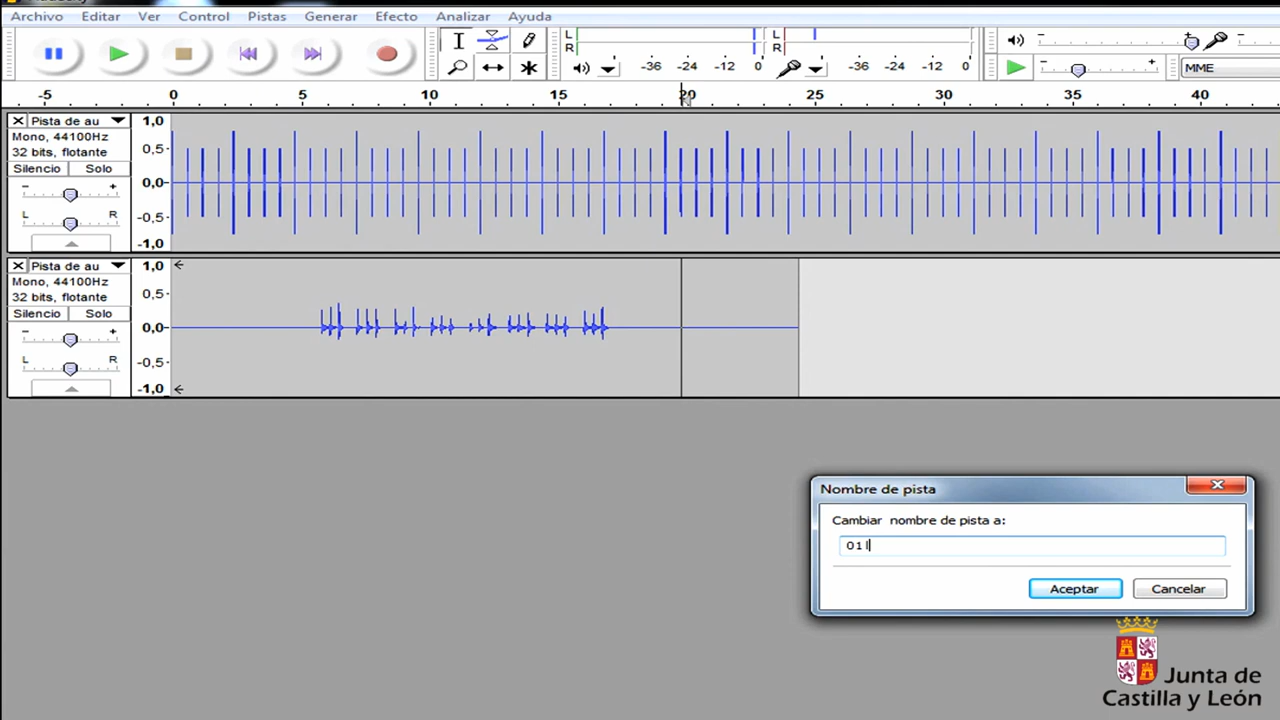 Archivo Editar Ver Control Pistas Generar Efecto Analizar Ayuda
L
R
-36 -24 -12 0
L
R
-36 -24 -12 0
MME
-5 0 5 10 15 20 25 30 35 40
Pista de au
Mono, 44100Hz
32 bits, flotante
Silencio Solo
- +
L R
1,0
0,5
0,0
-0,5
-1,0
Pista de au
Mono, 44100Hz
32 bits, flotante
Silencio Solo
- +
L R
1,0
0,5
0,0
-0,5
-1,0
Nombre de pista
Cambiar nombre de pista a:
01 l
Aceptar Cancelar
Junta de
Castilla y León